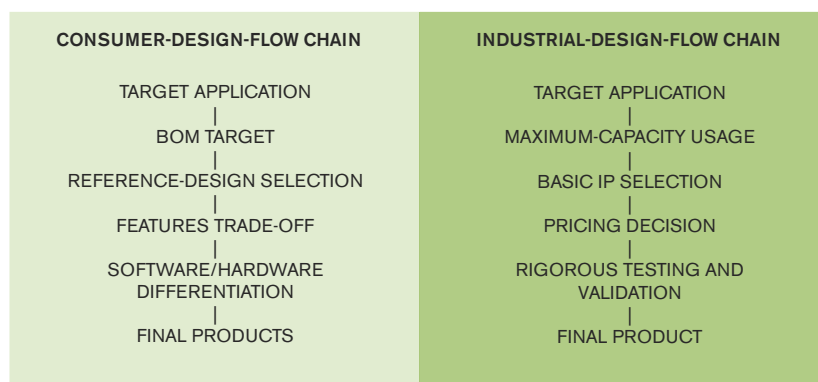 CONSUMER-DESIGN-FLOW CHAIN
TARGET APPLICATION
|
BOM TARGET
|
REFERENCE-DESIGN SELECTION
|
FEATURES TRADE-OFF
|
SOFTWARE/HARDWARE
DIFFERENTIATION
|
FINAL PRODUCTS
INDUSTRIAL-DESIGN-FLOW CHAIN
TARGET APPLICATION
|
MAXIMUM-CAPACITY USAGE
|
BASIC IP SELECTION
|
PRICING DECISION
|
RIGOROUS TESTING AND
VALIDATION
|
FINAL PRODUCT